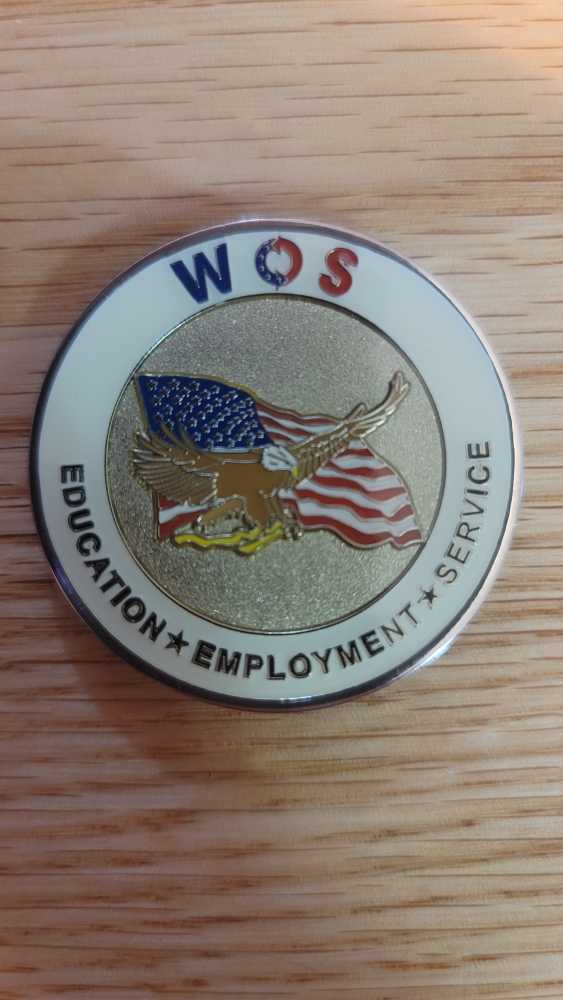 WOS
EDUCATION ★ EMPLOYMENT ★ SERVICE